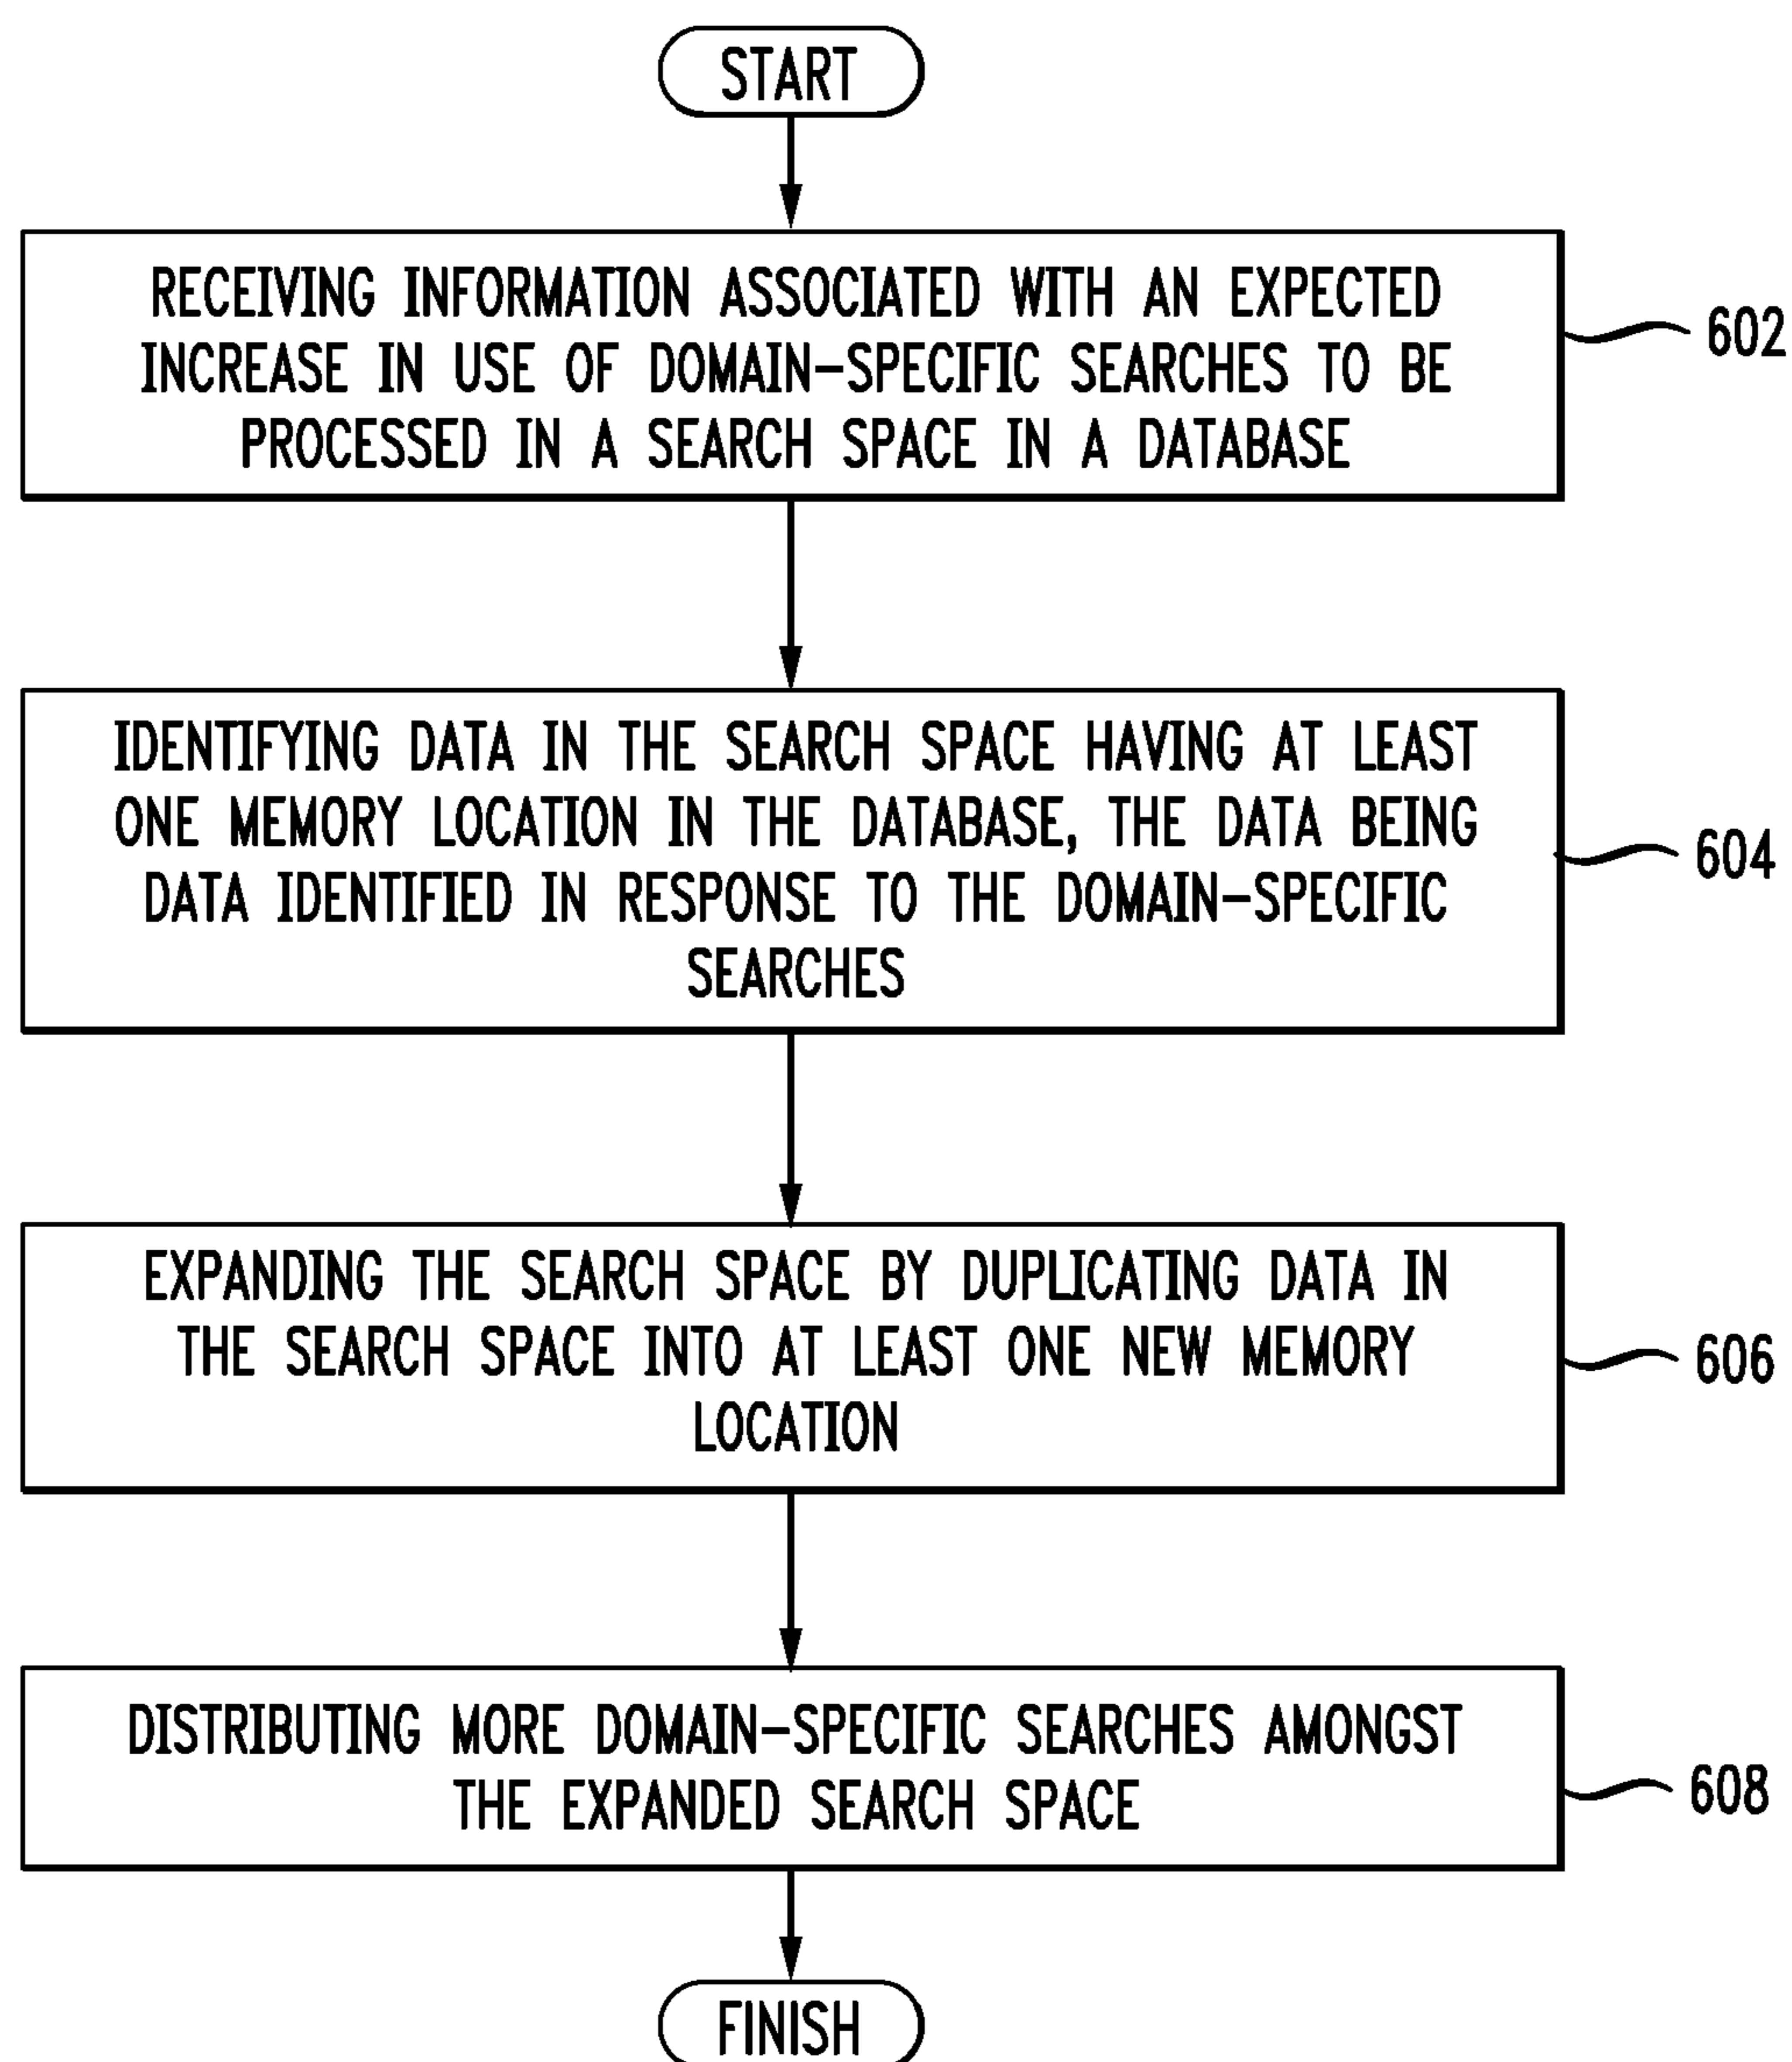 START
RECEIVING INFORMATION ASSOCIATED WITH AN EXPECTED
INCREASE IN USE OF DOMAIN-SPECIFIC SEARCHES TO BE
PROCESSED IN A SEARCH SPACE IN A DATABASE
602
IDENTIFYING DATA IN THE SEARCH SPACE HAVING AT LEAST
ONE MEMORY LOCATION IN THE DATABASE, THE DATA BEING
DATA IDENTIFIED IN RESPONSE TO THE DOMAIN-SPECIFIC
SEARCHES
604
EXPANDING THE SEARCH SPACE BY DUPLICATING DATA IN
THE SEARCH SPACE INTO AT LEAST ONE NEW MEMORY
LOCATION
606
DISTRIBUTING MORE DOMAIN-SPECIFIC SEARCHES AMONGST
THE EXPANDED SEARCH SPACE
608
FINISH